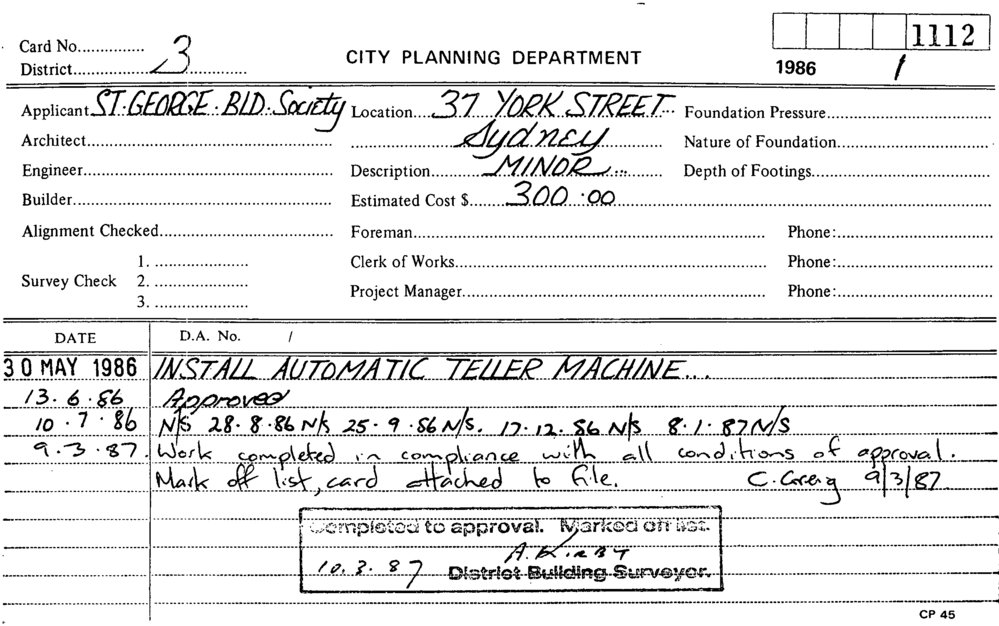 Card No............... 1112
District.............. 3 CITY PLANNING DEPARTMENT 1986 /
Applicant ST. GEORGE. BLD. Society Location..... 37 YORK STREET Foundation Pressure.....
Architect..... Sydney Nature of Foundation.....
Engineer..... Description..... MINOR ... Depth of Footings.....
Builder..... Estimated Cost $..... 300.00
Alignment Checked..... Foreman..... Phone:.....
1. ..... Clerk of Works..... Phone:.....
Survey Check 2. .....
3. ..... Project Manager..... Phone:.....
DATE D.A. No. /
30 MAY 1986 INSTALL AUTOMATIC TELLER MACHINE...
13.6.86 Approved
10.7.86 N/S 28.8.86 N/S 25.9.86 N/S. 17.12.86 N/S 8.1.87 N/S
9.3.87. Work completed in compliance with all conditions of approval.
Mark off list, card attached to file. C. Greig 9/3/87
Completed to approval. Marked off list.
A. KIRBY
10.3.87 District Building Surveyor.
CP 45